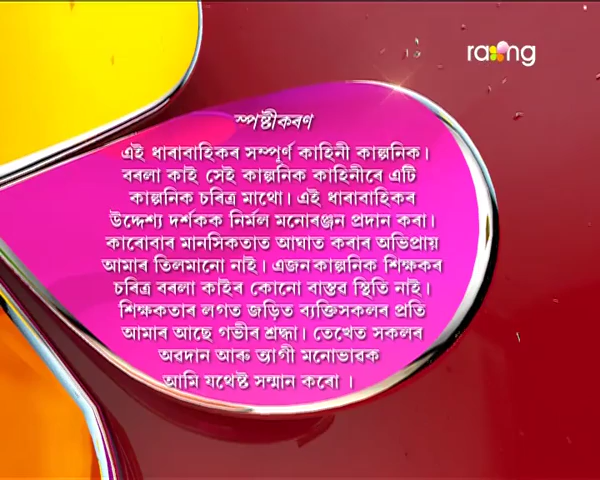 rang
স্পষ্টীকৰণ
এই ধাৰাবাহিকৰ সম্পূৰ্ণ কাহিনী কাল্পনিক।
বৰলা কাই সেই কাল্পনিক কাহিনীৰে এটি
কাল্পনিক চৰিত্ৰ মাথো। এই ধাৰাবাহিকৰ
উদ্দেশ্য দৰ্শকক নিৰ্মল মনোৰঞ্জন প্ৰদান কৰা।
কাৰোবাৰ মানসিকতাত আঘাত কৰাৰ অভিপ্ৰায়
আমাৰ তিলমানো নাই। এজন কাল্পনিক শিক্ষকৰ
চৰিত্ৰ বৰলা কাইৰ কোনো বাস্তৱ স্থিতি নাই।
শিক্ষকতাৰ লগত জড়িত ব্যক্তিসকলৰ প্ৰতি
আমাৰ আছে গভীৰ শ্ৰদ্ধা। তেখেত সকলৰ
অৱদান আৰু ত্যাগী মনোভাৱক
আমি যথেষ্ট সন্মান কৰো ।